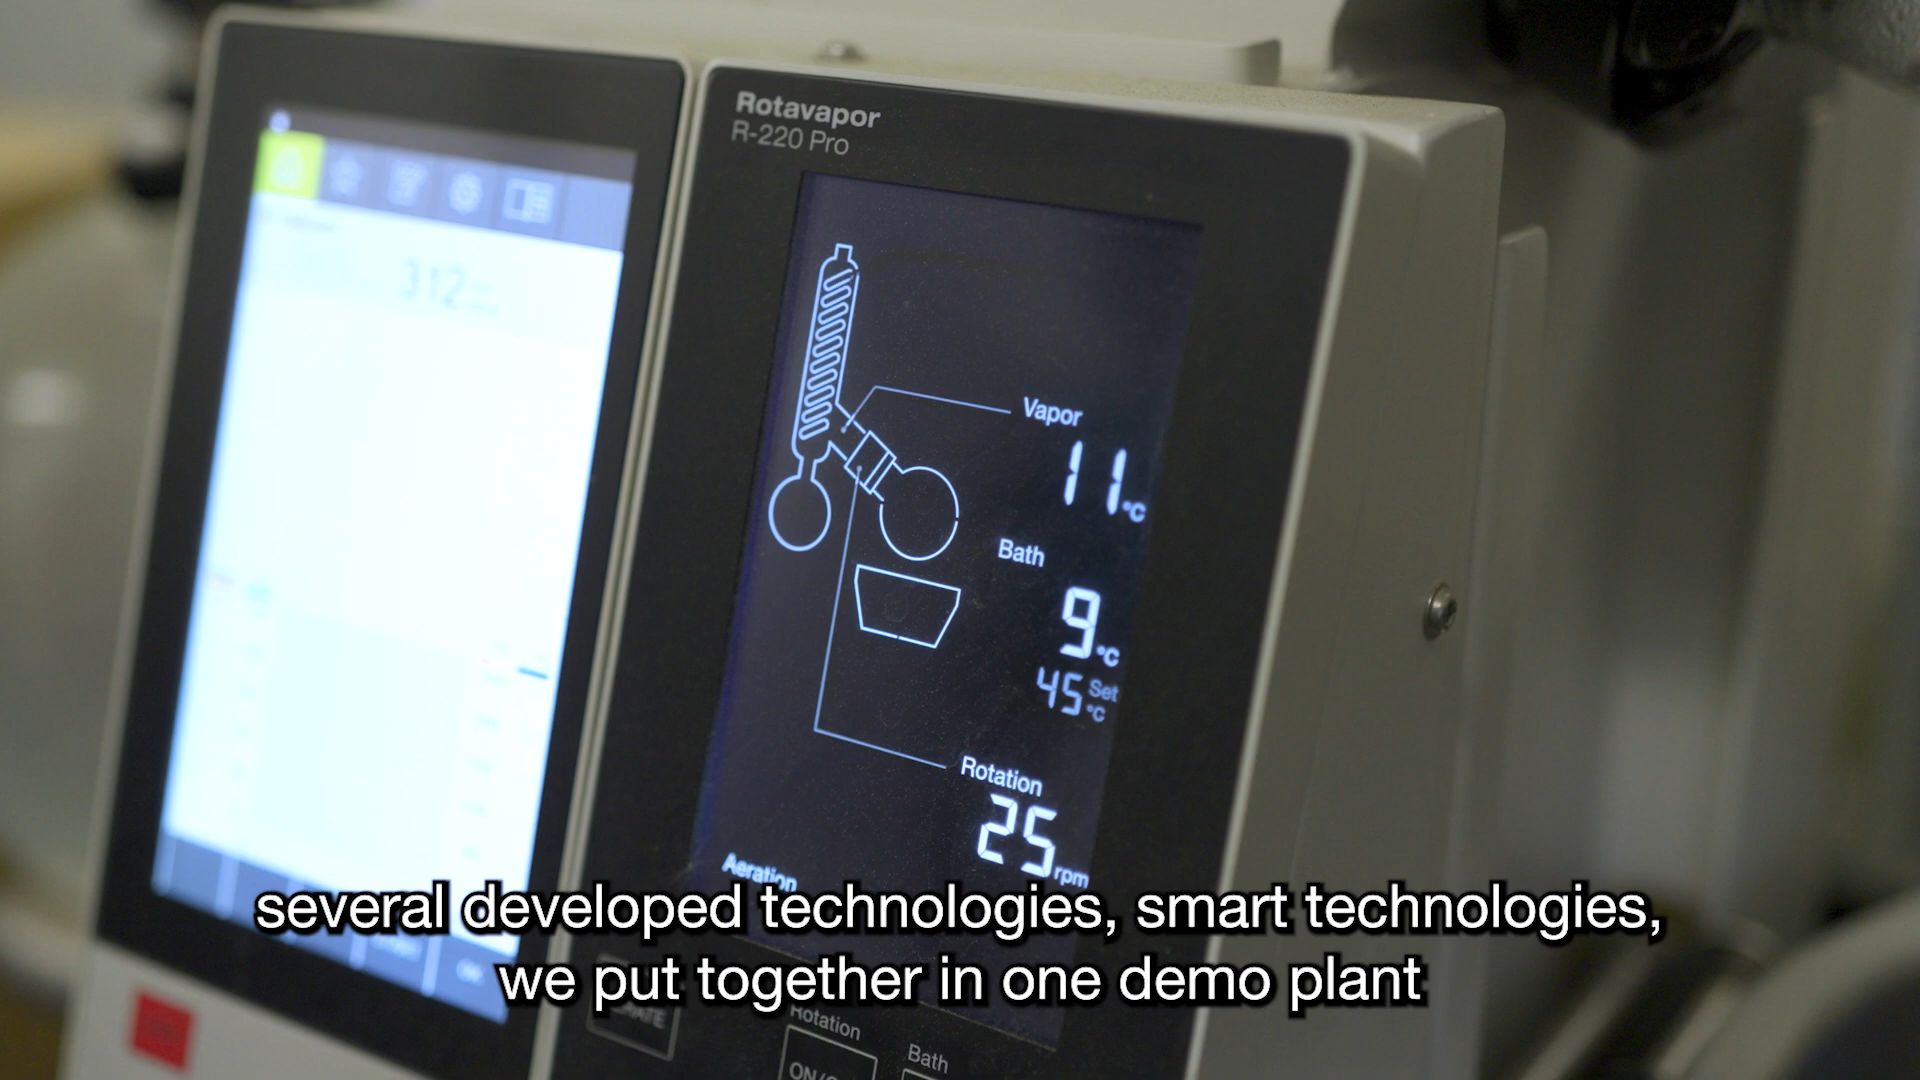 Rotavapor
R-220 Pro
312
Vapor
11 °C
Bath
9 °C
45 Set °C
Rotation
25 rpm
Aeration
several developed technologies, smart technologies,
we put together in one demo plant
Rotation
Bath